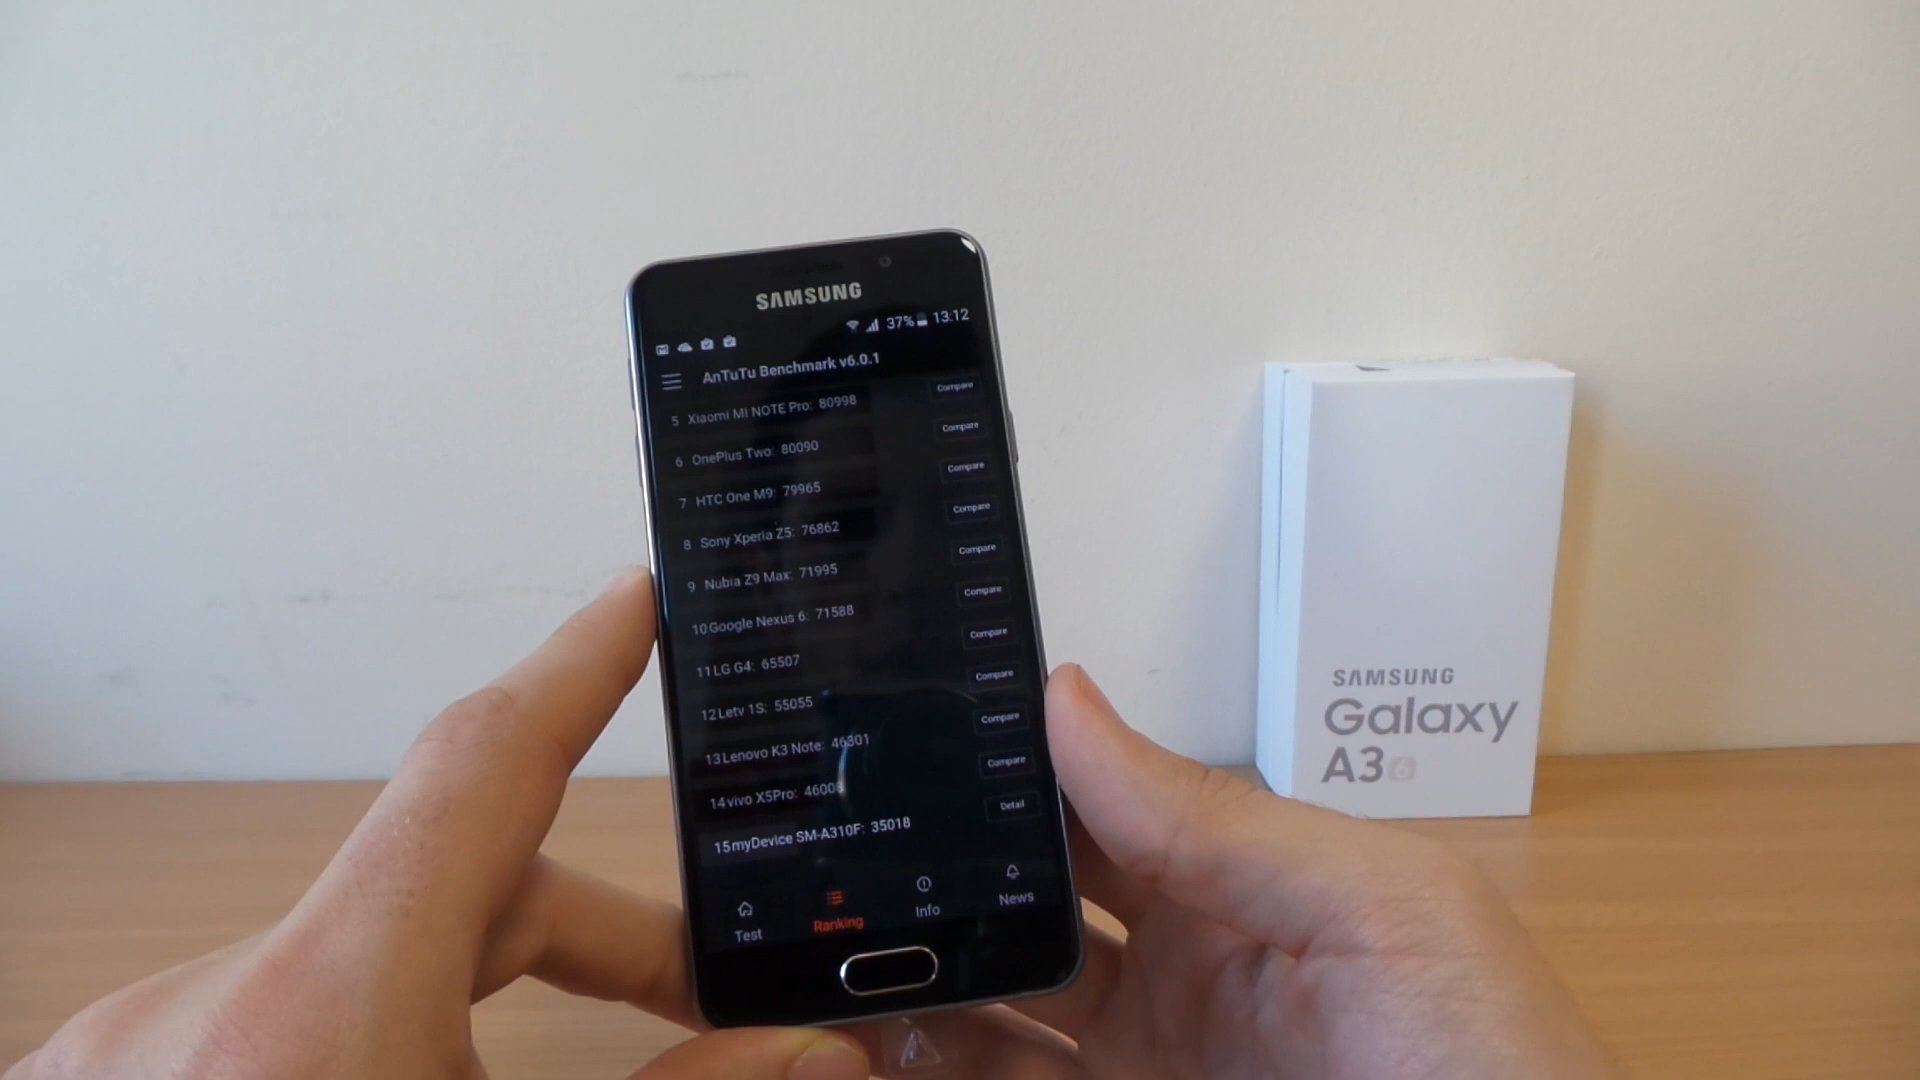 SAMSUNG
37% 13:12
AnTuTu Benchmark v6.0.1
5 Xiaomi MI NOTE Pro: 80998 Compare
6 OnePlus Two: 80090 Compare
7 HTC One M9: 79965 Compare
8 Sony Xperia Z5: 76862 Compare
9 Nubia Z9 Max: 71995 Compare
10 Google Nexus 6: 71588 Compare
11 LG G4: 65507 Compare
12 Letv 1S: 55055 Compare
13 Lenovo K3 Note: 46301 Compare
14 vivo X5Pro: 46008 Compare
15 myDevice SM-A310F: 35018 Detail
Test Ranking Info News
SAMSUNG
Galaxy
A3 6